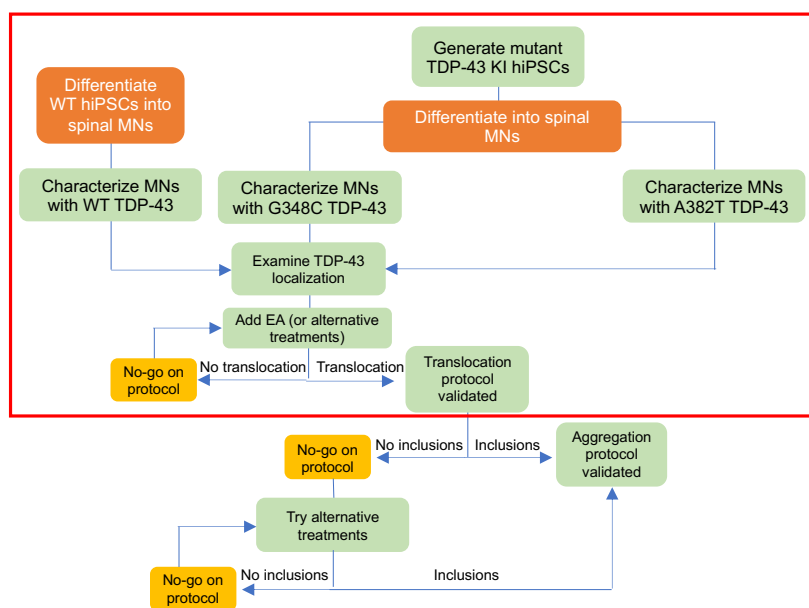 Generate mutant
TDP-43 KI hiPSCs
Differentiate
WT hiPSCs into
spinal MNs
Differentiate into spinal
MNs
Characterize MNs
with WT TDP-43
Characterize MNs
with G348C TDP-43
Characterize MNs
with A382T TDP-43
Examine TDP-43
localization
Add EA (or alternative
treatments)
No-go on
protocol
No translocation
Translocation
Translocation
protocol
validated
No-go on
protocol
No inclusions
Inclusions
Aggregation
protocol
validated
Try alternative
treatments
No-go on
protocol
No inclusions
Inclusions